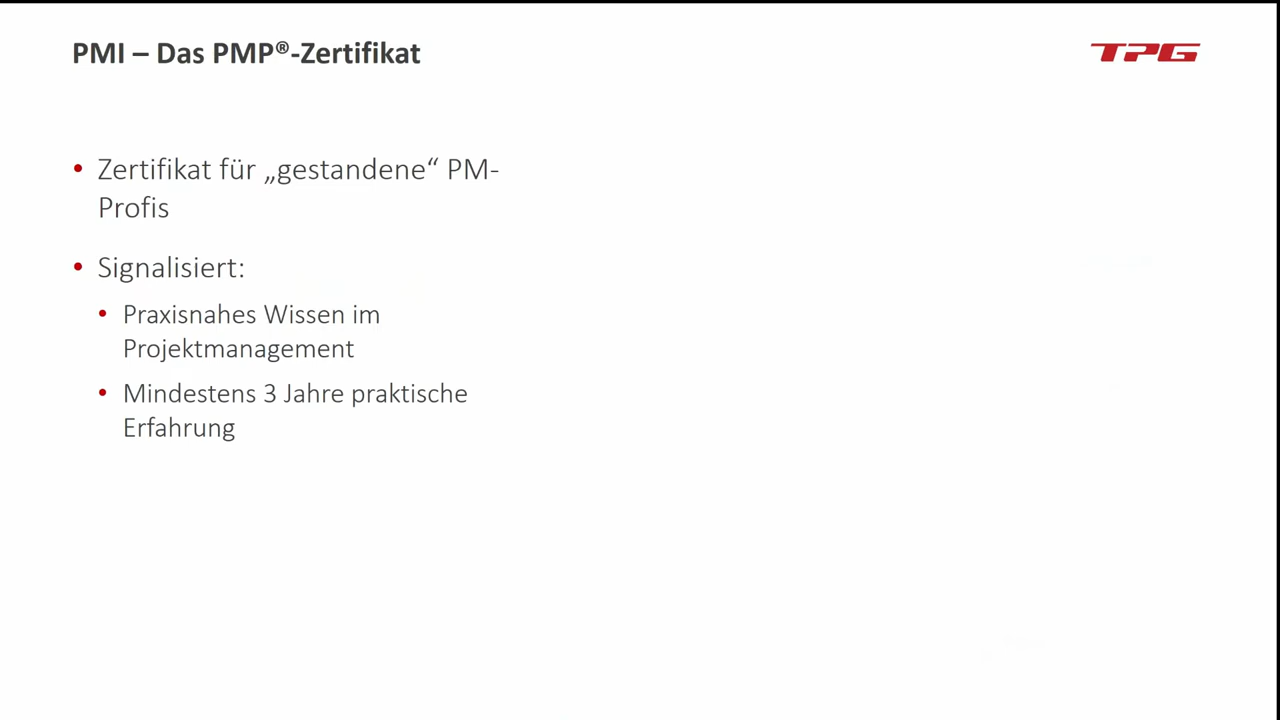 PMI – Das PMP®-Zertifikat
TPG
• Zertifikat für „gestandene“ PM-
Profis
• Signalisiert:
• Praxisnahes Wissen im
Projektmanagement
• Mindestens 3 Jahre praktische
Erfahrung